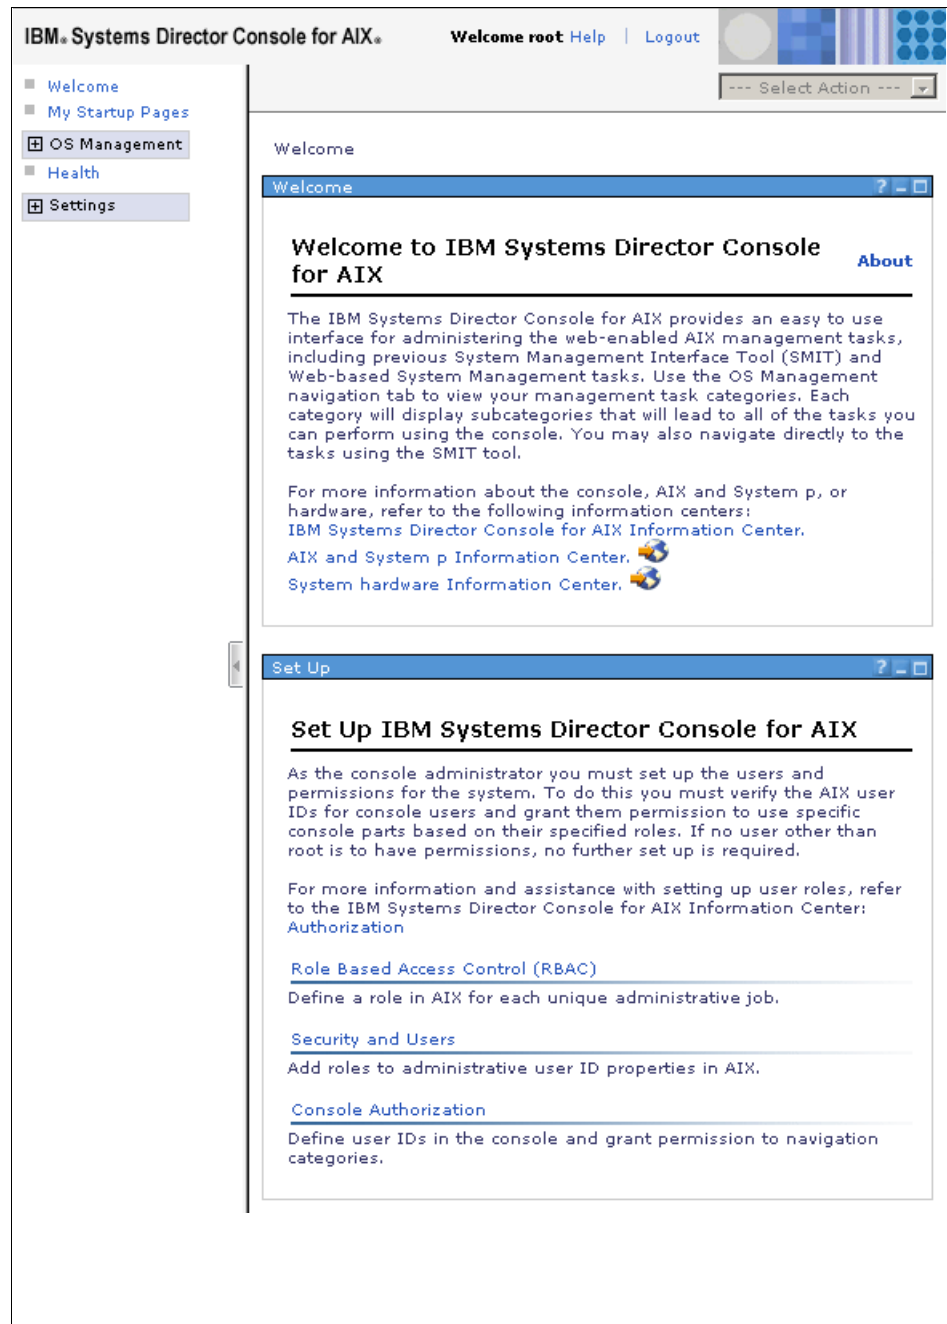 IBM® Systems Director Console for AIX®
Welcome root Help | Logout
--- Select Action ---
Welcome
My Startup Pages
OS Management
Health
Settings
Welcome
Welcome
Welcome to IBM Systems Director Console
for AIX
About
The IBM Systems Director Console for AIX provides an easy to use
interface for administering the web-enabled AIX management tasks,
including previous System Management Interface Tool (SMIT) and
Web-based System Management tasks. Use the OS Management
navigation tab to view your management task categories. Each
category will display subcategories that will lead to all of the tasks you
can perform using the console. You may also navigate directly to the
tasks using the SMIT tool.
For more information about the console, AIX and System p, or
hardware, refer to the following information centers:
IBM Systems Director Console for AIX Information Center.
AIX and System p Information Center.
System hardware Information Center.
Set Up
Set Up IBM Systems Director Console for AIX
As the console administrator you must set up the users and
permissions for the system. To do this you must verify the AIX user
IDs for console users and grant them permission to use specific
console parts based on their specified roles. If no user other than
root is to have permissions, no further set up is required.
For more information and assistance with setting up user roles, refer
to the IBM Systems Director Console for AIX Information Center:
Authorization
Role Based Access Control (RBAC)
Define a role in AIX for each unique administrative job.
Security and Users
Add roles to administrative user ID properties in AIX.
Console Authorization
Define user IDs in the console and grant permission to navigation
categories.